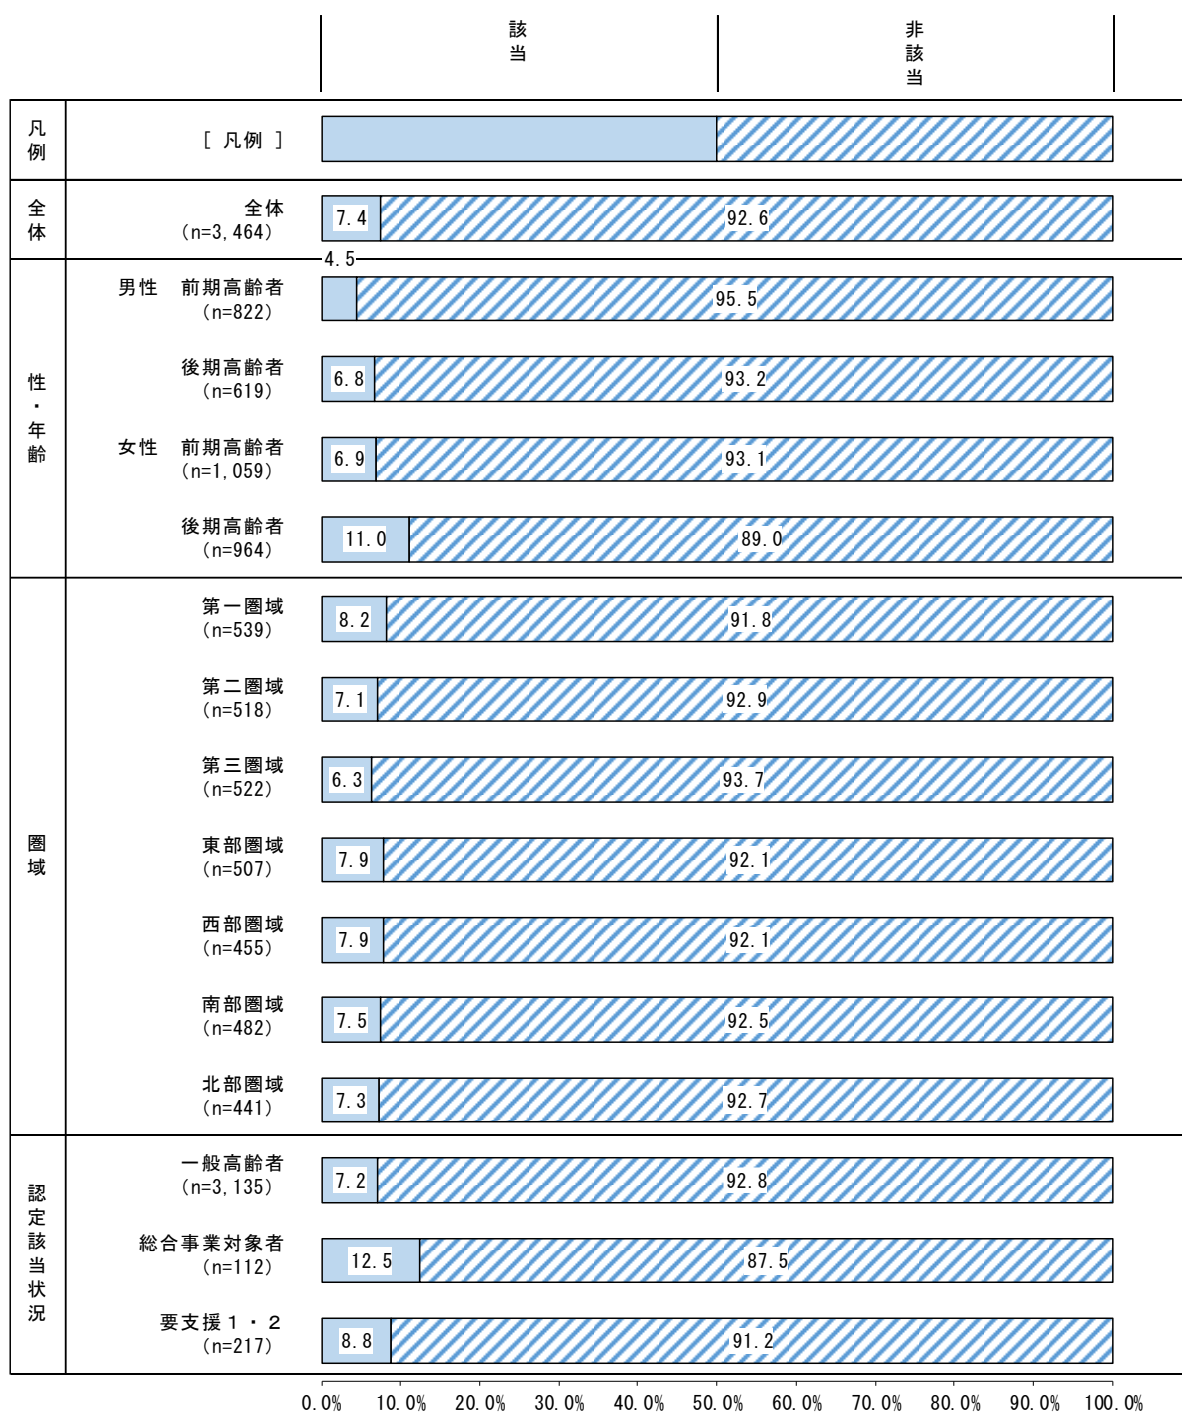 該当
非該当
凡例
［ 凡例 ］
全体
全体
(n=3,464)
7.4
92.6
性・年齢
男性　前期高齢者
(n=822)
4.5
95.5
後期高齢者
(n=619)
6.8
93.2
女性　前期高齢者
(n=1,059)
6.9
93.1
後期高齢者
(n=964)
11.0
89.0
圏域
第一圏域
(n=539)
8.2
91.8
第二圏域
(n=518)
7.1
92.9
第三圏域
(n=522)
6.3
93.7
東部圏域
(n=507)
7.9
92.1
西部圏域
(n=455)
7.9
92.1
南部圏域
(n=482)
7.5
92.5
北部圏域
(n=441)
7.3
92.7
認定該当状況
一般高齢者
(n=3,135)
7.2
92.8
総合事業対象者
(n=112)
12.5
87.5
要支援１・２
(n=217)
8.8
91.2
0.0% 10.0% 20.0% 30.0% 40.0% 50.0% 60.0% 70.0% 80.0% 90.0% 100.0%